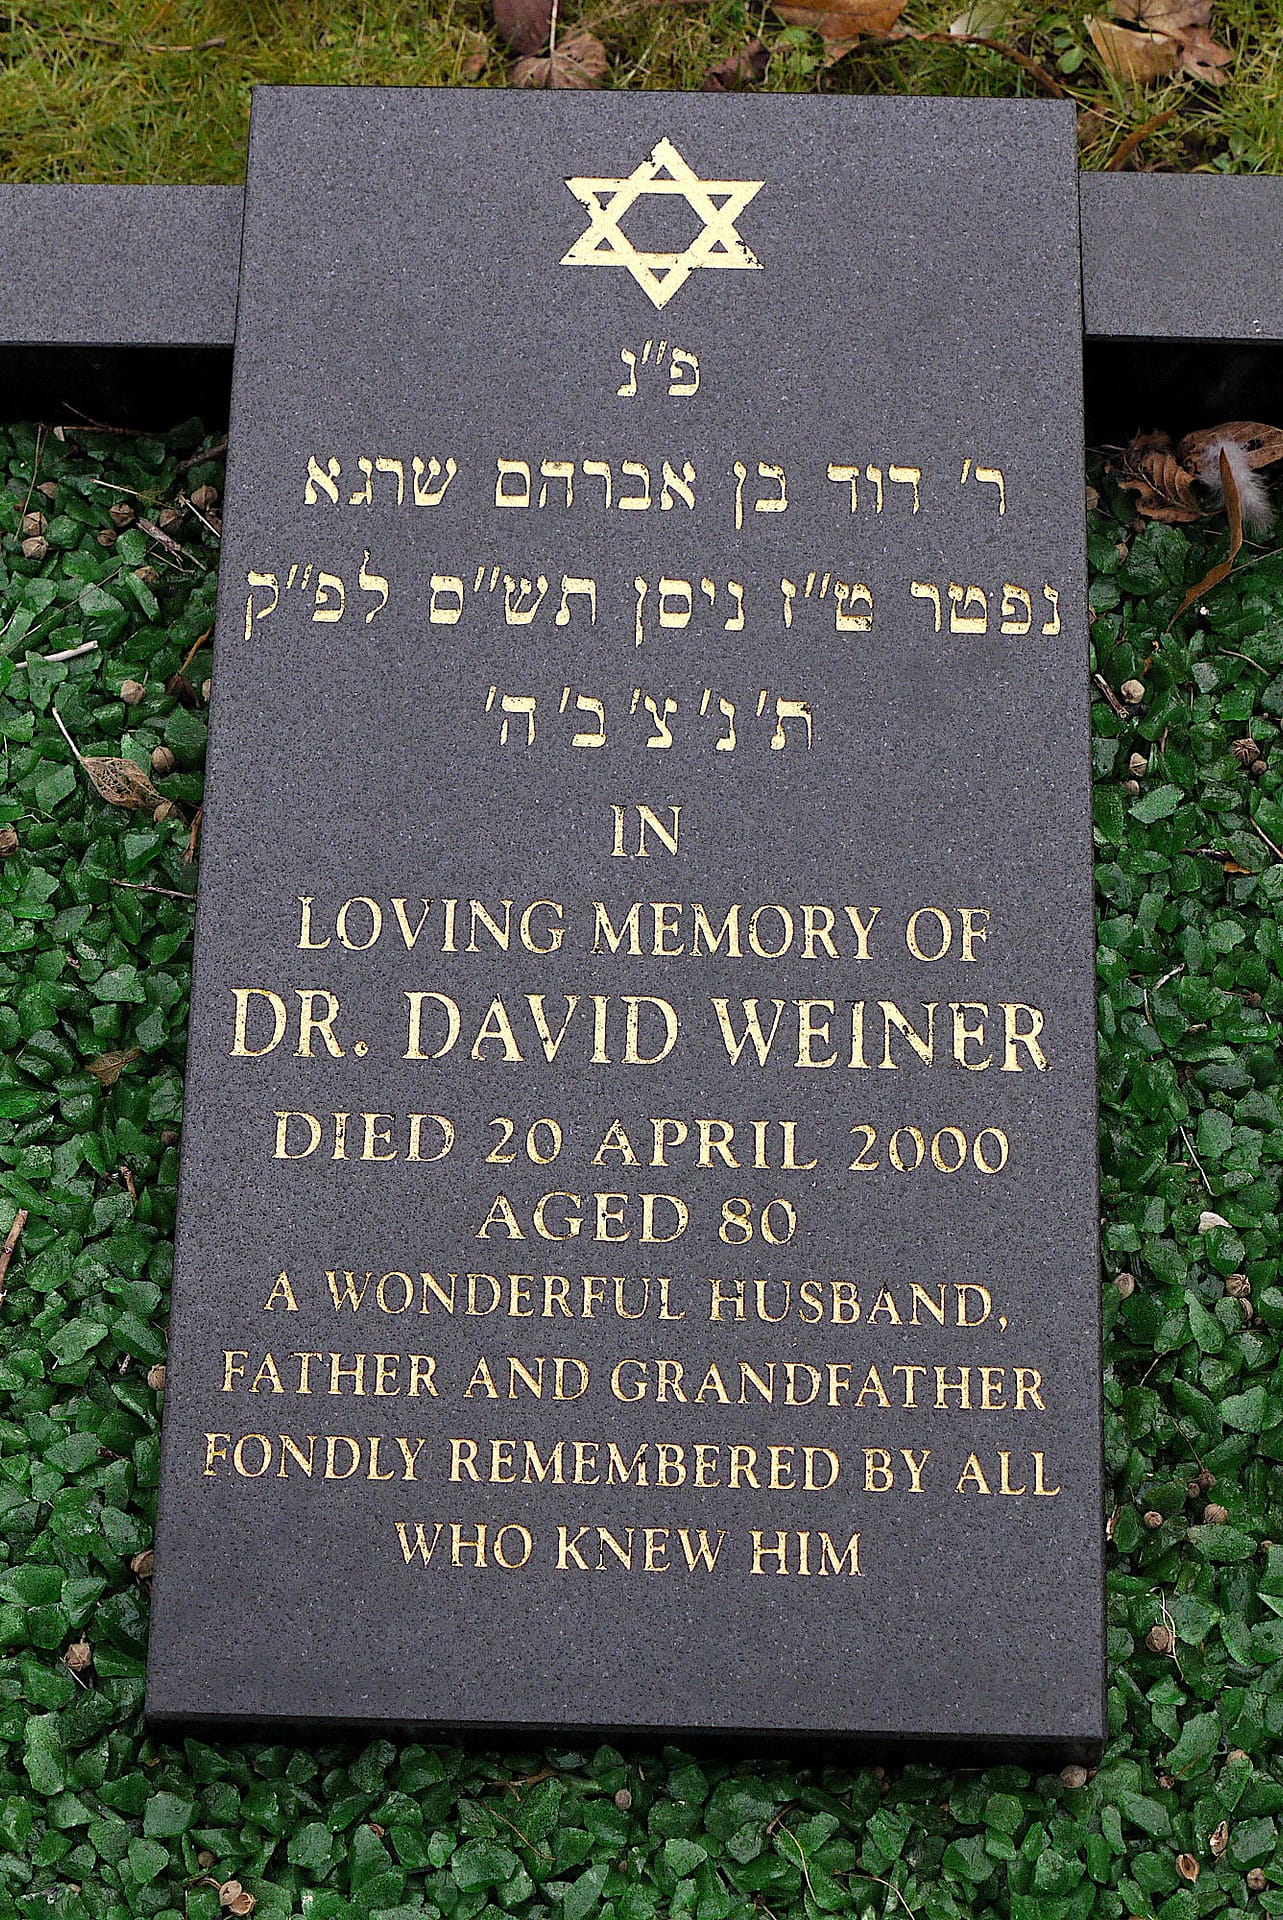 פ״נ
ר׳ דוד בן אברהם שרגא
נפטר ט״ז ניסן תש״ס לפ״ק
ת׳ נ׳ צ׳ ב׳ ה׳
IN
LOVING MEMORY OF
DR. DAVID WEINER
DIED 20 APRIL 2000
AGED 80
A WONDERFUL HUSBAND,
FATHER AND GRANDFATHER
FONDLY REMEMBERED BY ALL
WHO KNEW HIM